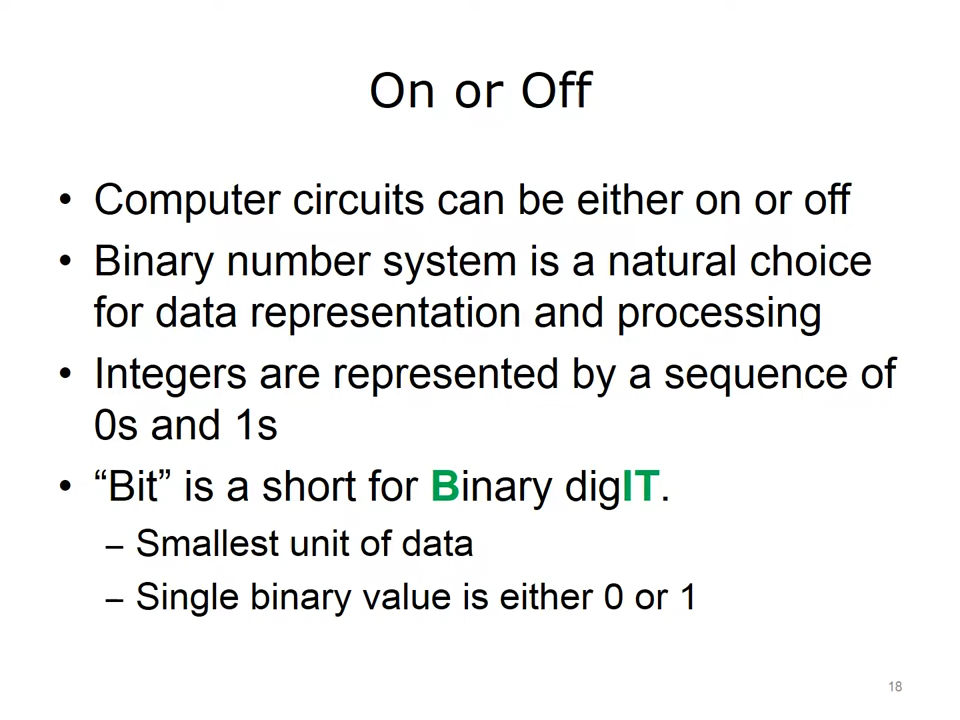 On or Off
• Computer circuits can be either on or off
• Binary number system is a natural choice
for data representation and processing
• Integers are represented by a sequence of
0s and 1s
• “Bit” is a short for Binary digIT.
– Smallest unit of data
– Single binary value is either 0 or 1
18